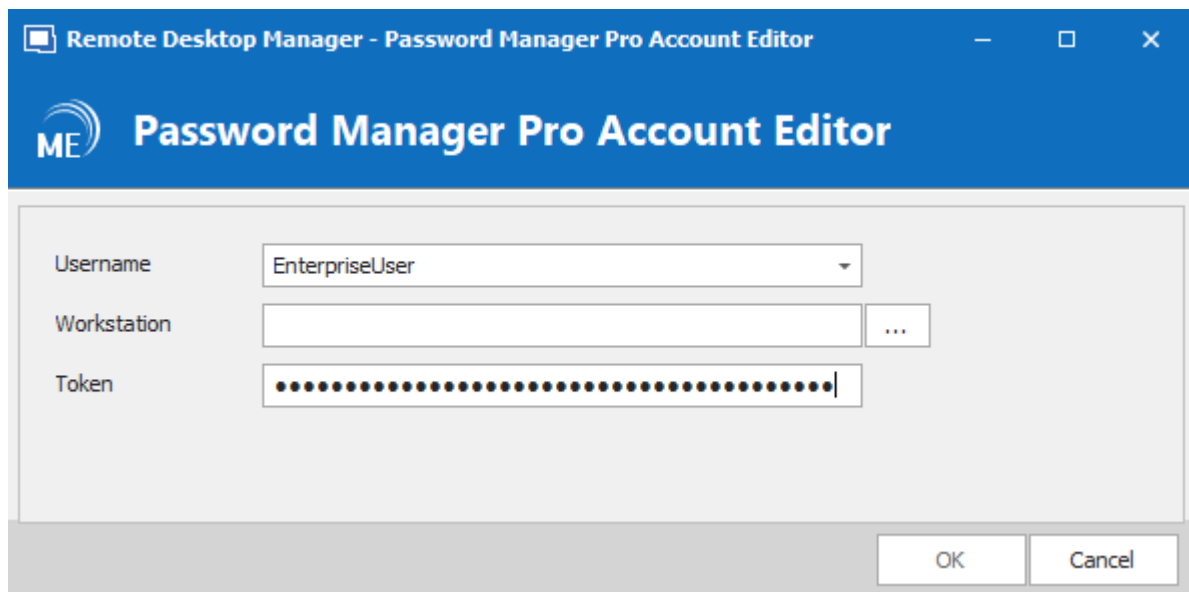 Remote Desktop Manager - Password Manager Pro Account Editor
ME Password Manager Pro Account Editor
Username EnterpriseUser
Workstation ...
Token ••••••••••••••••••••••••••••••••••••••••
OK Cancel